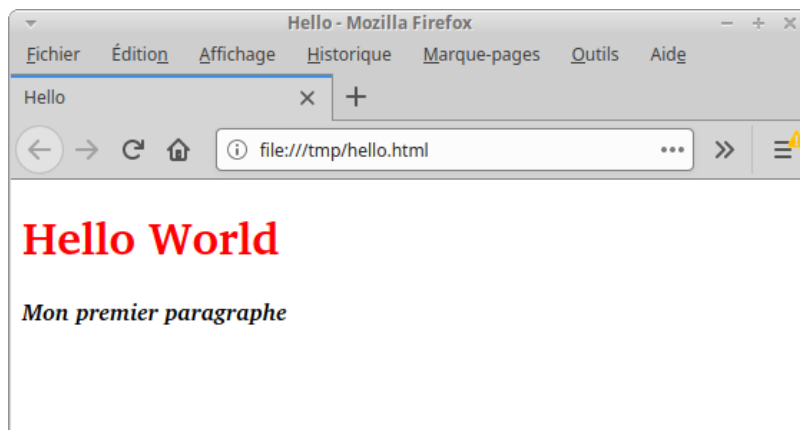 Hello - Mozilla Firefox
Fichier Édition Affichage Historique Marque-pages Outils Aide
Hello
file:///tmp/hello.html
Hello World
Mon premier paragraphe